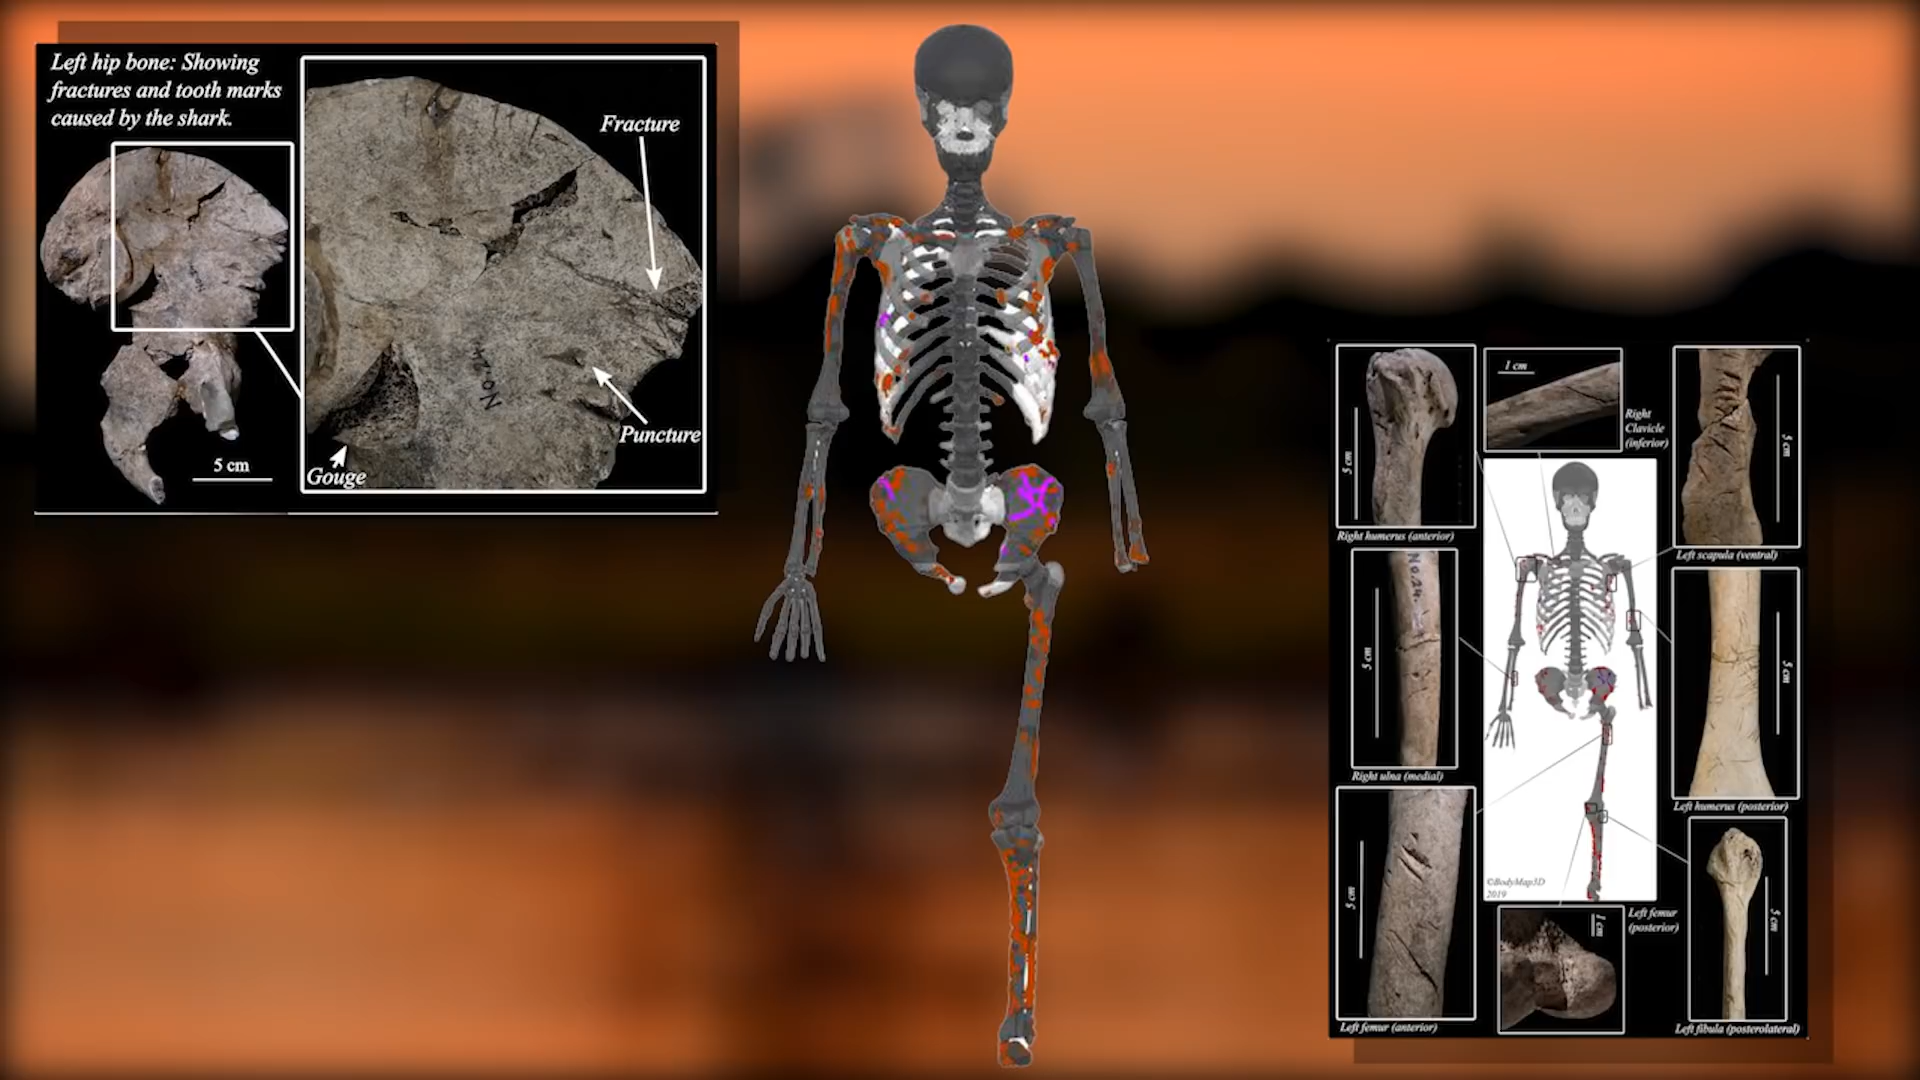 Left hip bone: Showing
fractures and tooth marks
caused by the shark.
Fracture
Puncture
Gouge
5 cm
No24
1 cm
Right
Clavicle
(inferior)
5 cm
Right humerus (anterior)
5 cm
Left scapula (ventral)
No24.
5 cm
Right ulna (medial)
5 cm
Left humerus (posterior)
5 cm
Left femur (anterior)
©BodyMap3D
2019
1 cm
Left femur
(posterior)
5 cm
Left fibula (posterolateral)